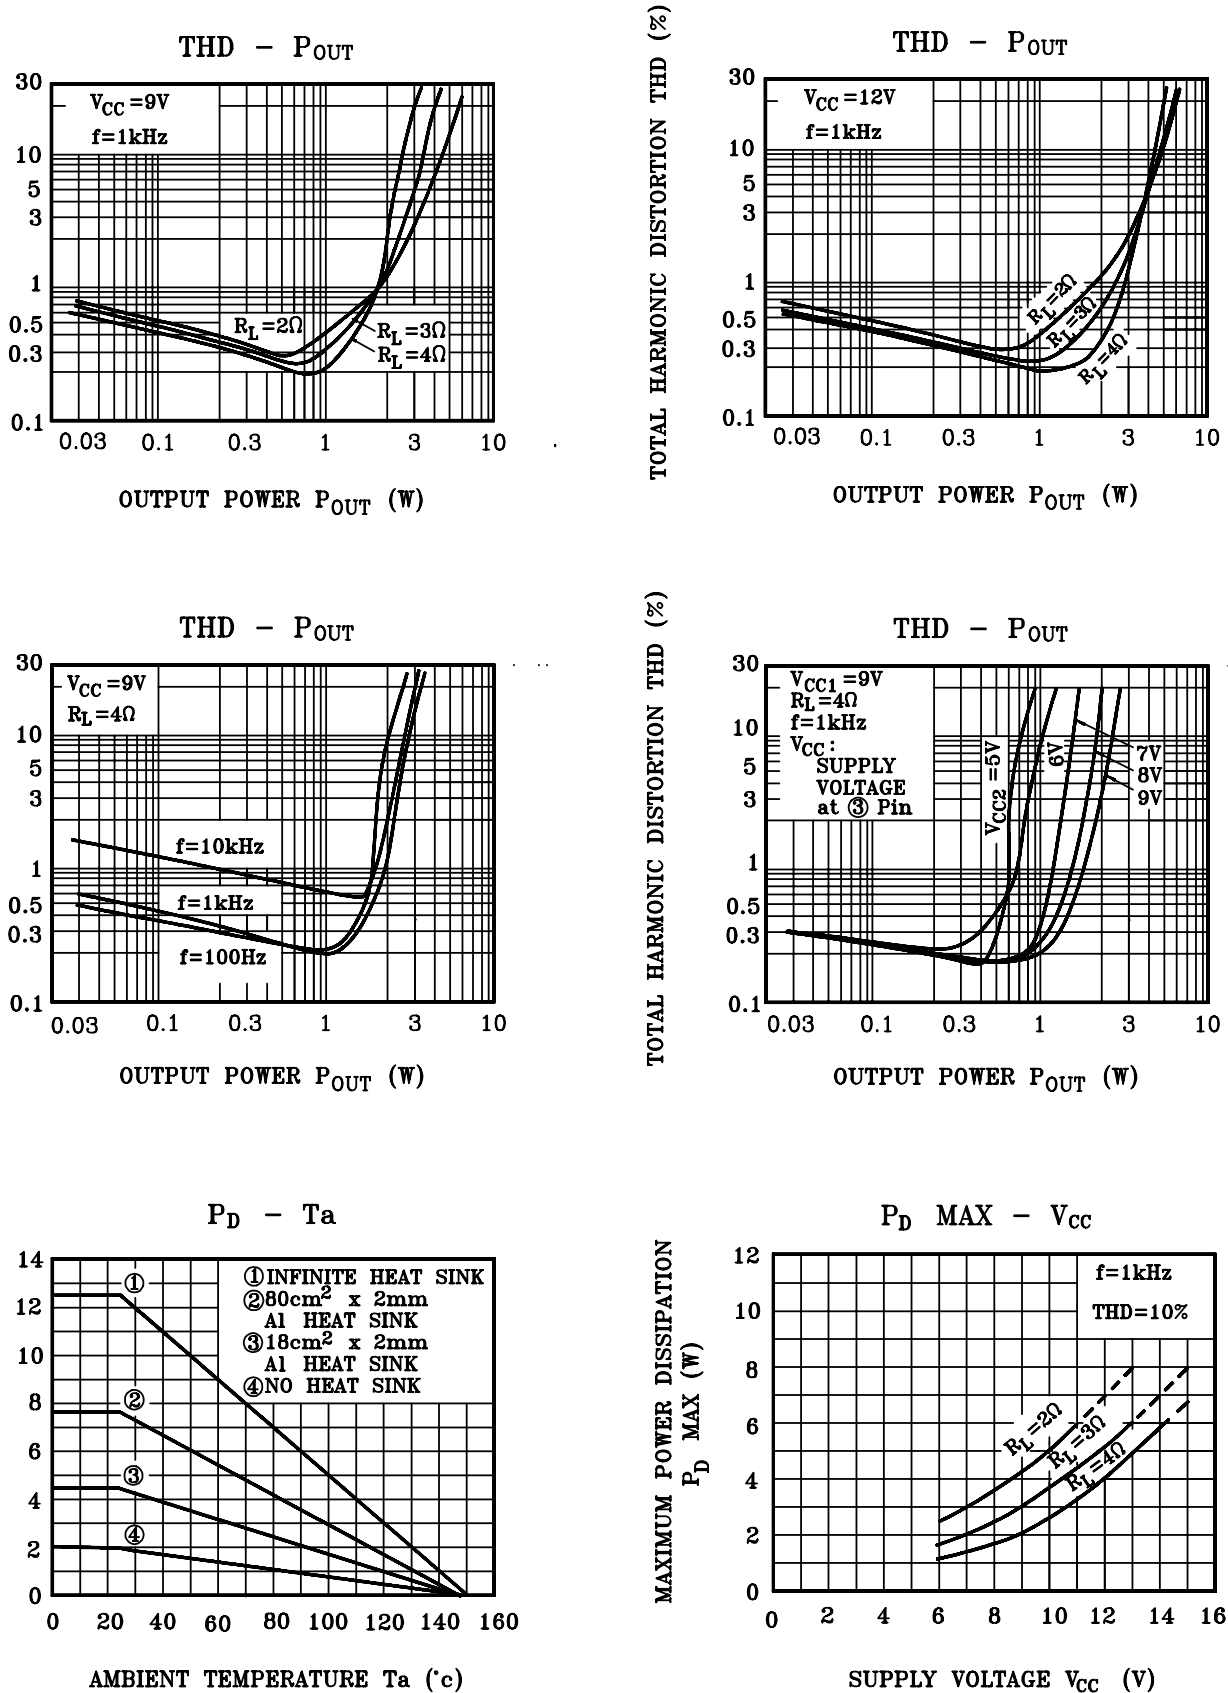 THD – POUT
30
10
5
3
1
0.5
0.3
0.1
VCC=9V
f=1kHz
RL=2Ω
RL=3Ω
RL=4Ω
0.03 0.1 0.3 1 3 10
OUTPUT POWER POUT (W)
THD – POUT
TOTAL HARMONIC DISTORTION THD (%)
30
10
5
3
1
0.5
0.3
0.1
VCC=12V
f=1kHz
RL=2Ω
RL=3Ω
RL=4Ω
0.03 0.1 0.3 1 3 10
OUTPUT POWER POUT (W)
THD – POUT
30
10
5
3
1
0.5
0.3
0.1
VCC=9V
RL=4Ω
f=10kHz
f=1kHz
f=100Hz
0.03 0.1 0.3 1 3 10
OUTPUT POWER POUT (W)
THD – POUT
TOTAL HARMONIC DISTORTION THD (%)
30
10
5
3
1
0.5
0.3
0.1
VCC1=9V
RL=4Ω
f=1kHz
VCC:
SUPPLY
VOLTAGE
at ③ Pin
VCC2=5V
6V
7V
8V
9V
0.03 0.1 0.3 1 3 10
OUTPUT POWER POUT (W)
PD – Ta
14
12
10
8
6
4
2
0
①
②
③
④
①INFINITE HEAT SINK
②80cm² x 2mm
Al HEAT SINK
③18cm² x 2mm
Al HEAT SINK
④NO HEAT SINK
0 20 40 60 80 100 120 140 160
AMBIENT TEMPERATURE Ta (°c)
PD MAX – VCC
MAXIMUM POWER DISSIPATION
PD MAX (W)
12
10
8
6
4
2
0
f=1kHz
THD=10%
RL=2Ω
RL=3Ω
RL=4Ω
0 2 4 6 8 10 12 14 16
SUPPLY VOLTAGE VCC (V)